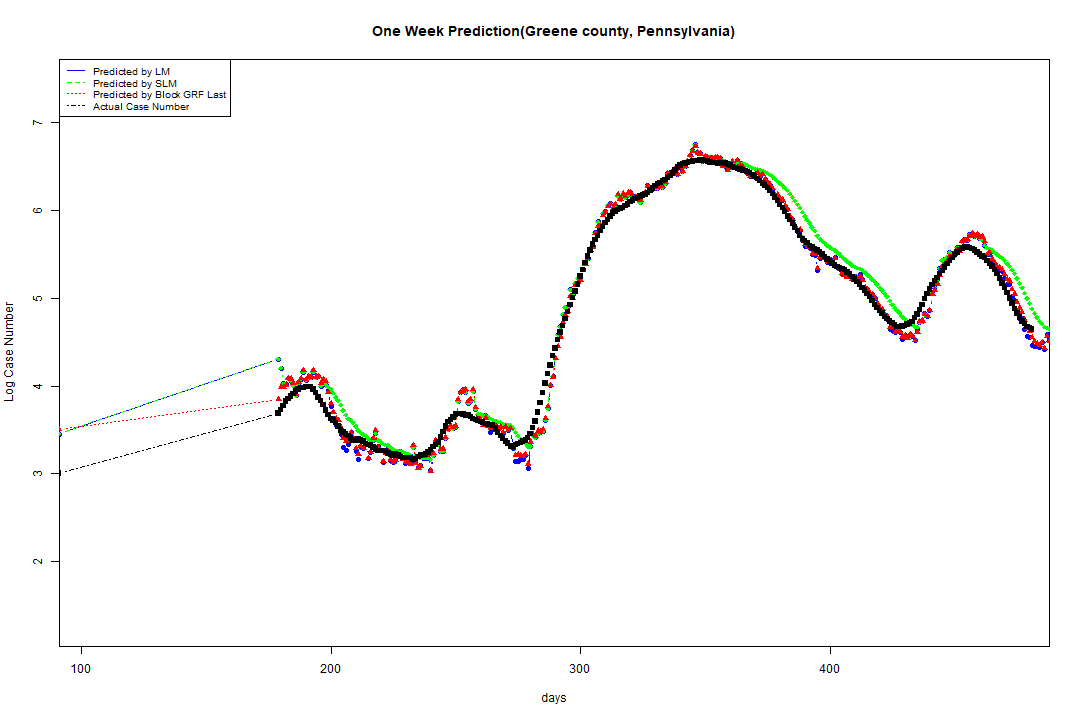 One Week Prediction(Greene county, Pennsylvania)
Predicted by LM
Predicted by SLM
Predicted by Block GRF Last
Actual Case Number
7
6
5
4
3
2
Log Case Number
100 200 300 400
days